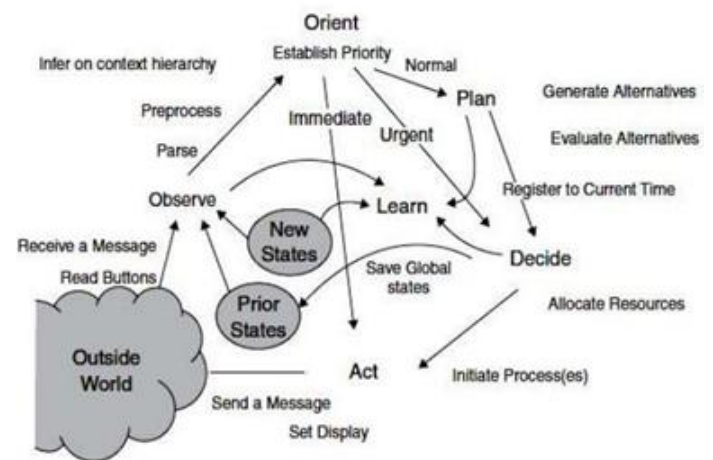 Orient
Establish Priority
Infer on context hierarchy
Normal
Plan
Generate Alternatives
Preprocess
Immediate
Urgent
Evaluate Alternatives
Parse
Observe
Learn
Register to Current Time
New
States
Receive a Message
Read Buttons
Save Global
states
Decide
Prior
States
Allocate Resources
Outside
World
Act
Initiate Process(es)
Send a Message
Set Display